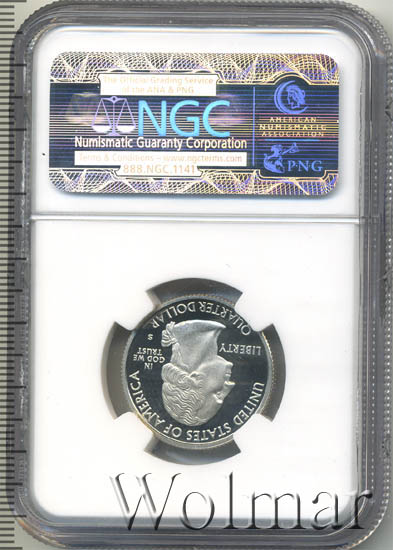 The Official Grading Service
of the ANA & PNG
NGC
Numismatic Guaranty Corporation
Terms & Conditions – www.ngcterms.com
888.NGC.1141
AMERICAN
NUMISMATIC
ASSOCIATION
PNG
UNITED STATES OF AMERICA
LIBERTY
IN
GOD WE
TRUST
S
QUARTER DOLLAR
Wolmar